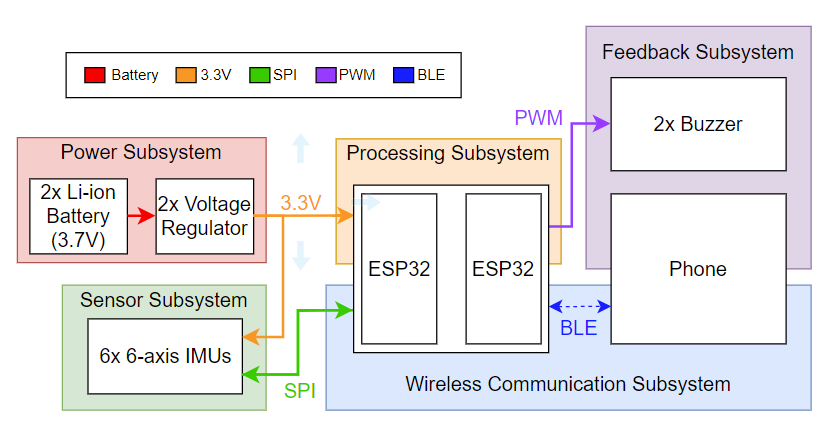 Battery
3.3V
SPI
PWM
BLE
Feedback Subsystem
2x Buzzer
PWM
Power Subsystem
2x Li-ion
Battery
(3.7V)
2x Voltage
Regulator
3.3V
Processing Subsystem
ESP32
ESP32
Phone
Sensor Subsystem
6x 6-axis IMUs
SPI
BLE
Wireless Communication Subsystem